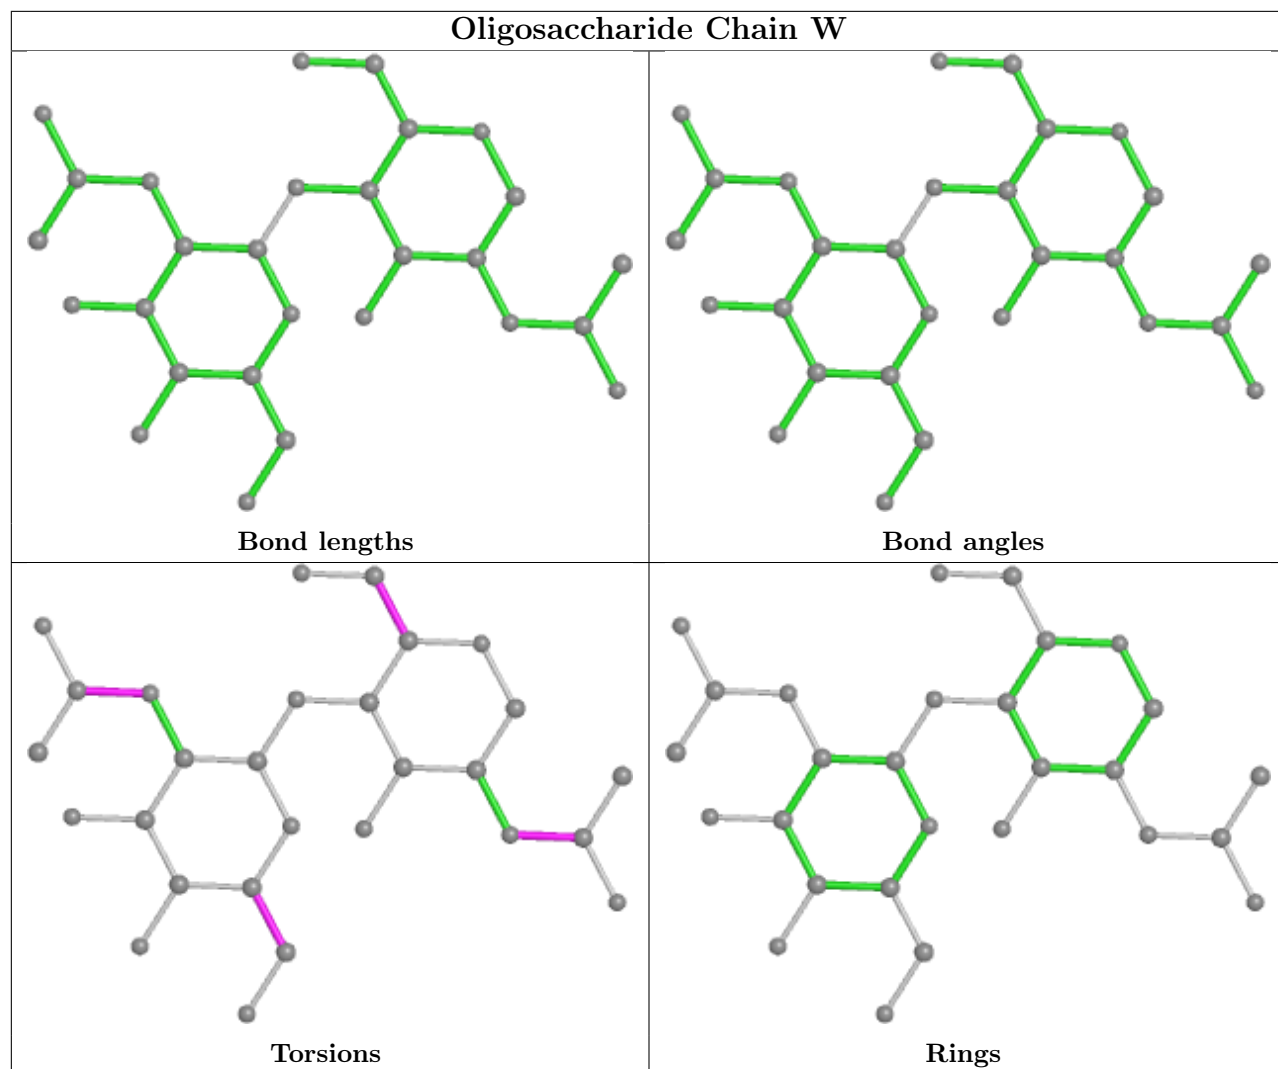 Oligosaccharide Chain W
Bond lengths
Bond angles
Torsions
Rings